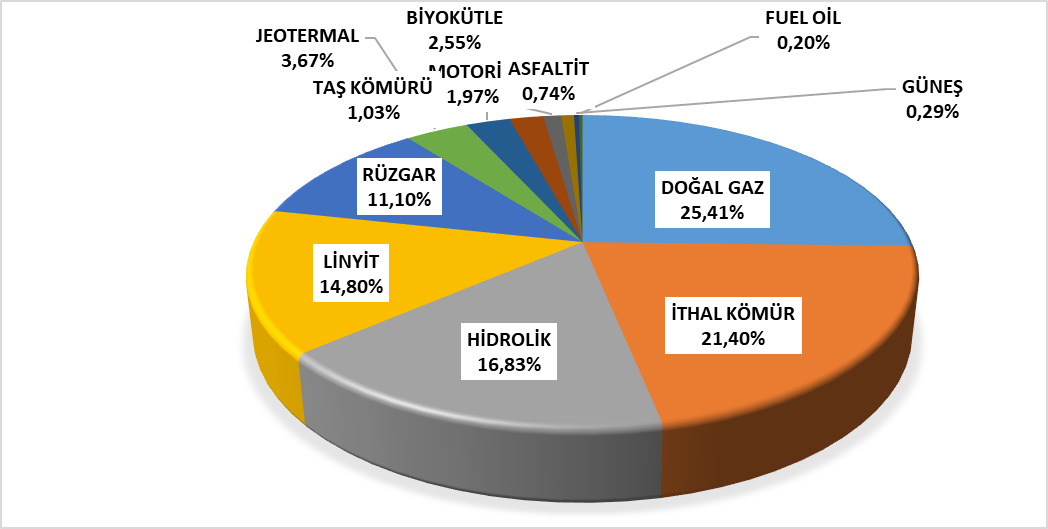 BİYOKÜTLE
2,55%
FUEL OİL
0,20%
JEOTERMAL
3,67%
MOTORİ
1,97%
ASFALTİT
0,74%
TAŞ KÖMÜRÜ
1,03%
GÜNEŞ
0,29%
RÜZGAR
11,10%
DOĞAL GAZ
25,41%
LİNYİT
14,80%
İTHAL KÖMÜR
21,40%
HİDROLİK
16,83%